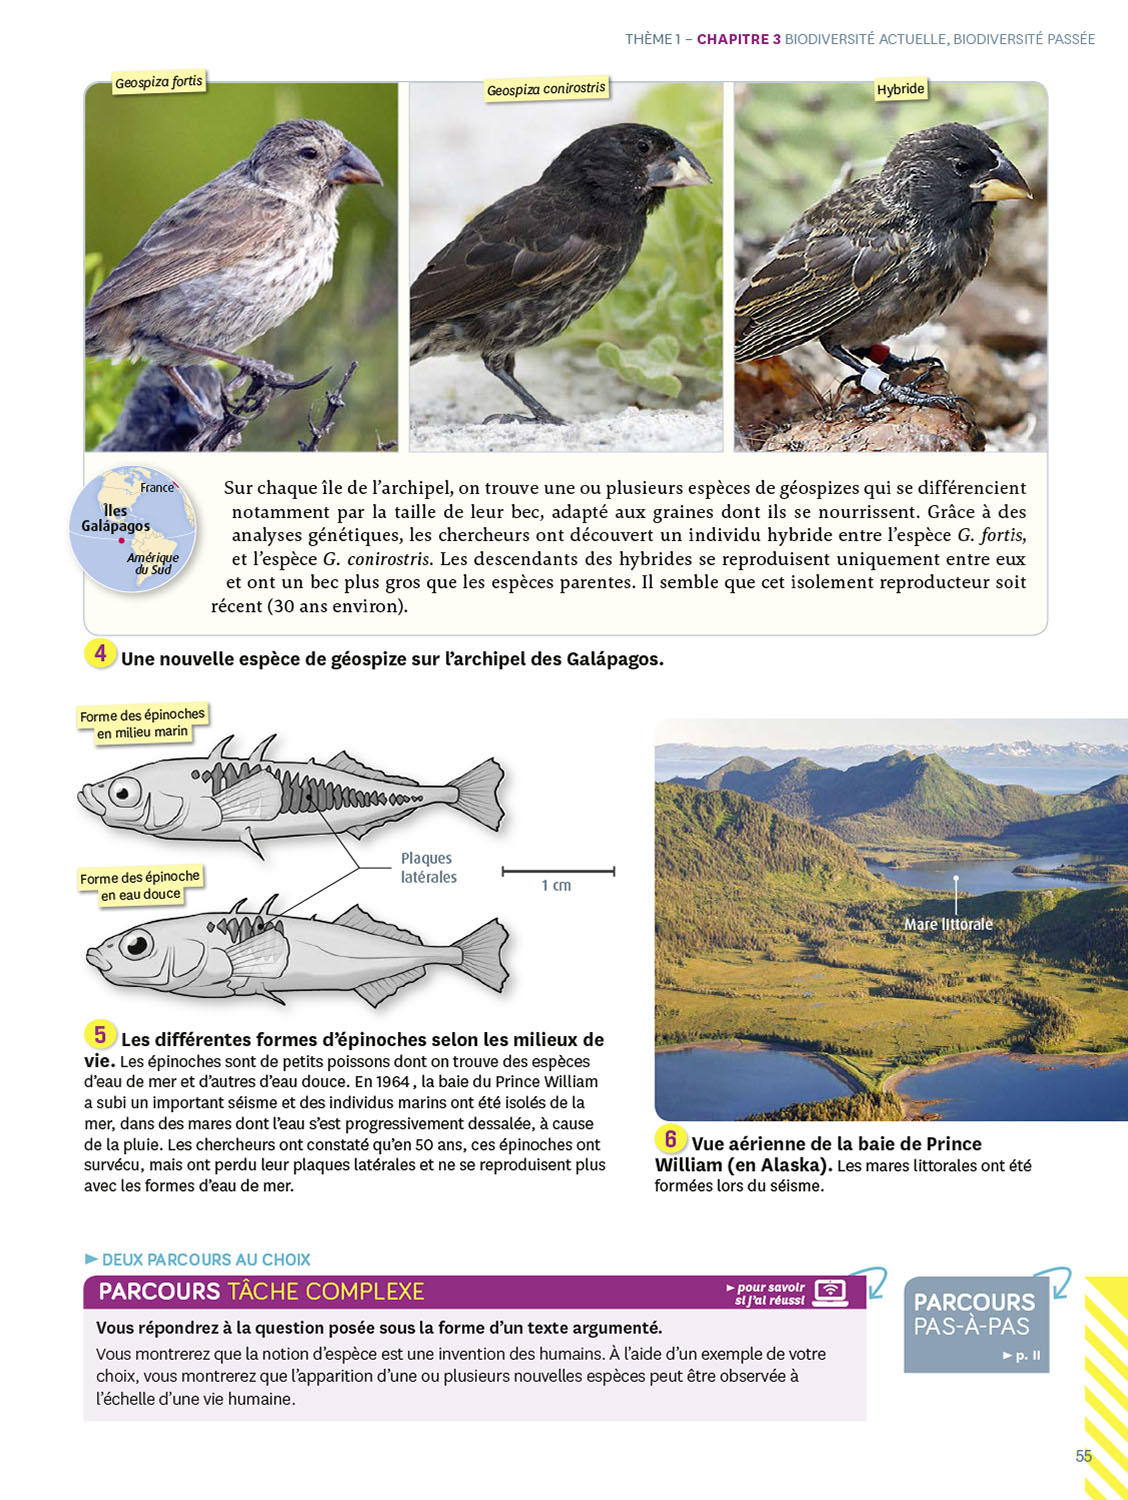 THÈME 1 – CHAPITRE 3 BIODIVERSITÉ ACTUELLE, BIODIVERSITÉ PASSÉE
Geospiza fortis
Geospiza conirostris
Hybride
France
Îles
Galápagos
Amérique
du Sud
Sur chaque île de l'archipel, on trouve une ou plusieurs espèces de géospizes qui se différencient
notamment par la taille de leur bec, adapté aux graines dont ils se nourrissent. Grâce à des
analyses génétiques, les chercheurs ont découvert un individu hybride entre l'espèce G. fortis,
et l'espèce G. conirostris. Les descendants des hybrides se reproduisent uniquement entre eux
et ont un bec plus gros que les espèces parentes. Il semble que cet isolement reproducteur soit
récent (30 ans environ).
4 Une nouvelle espèce de géospize sur l'archipel des Galápagos.
Forme des épinoches
en milieu marin
Plaques
latérales
1 cm
Forme des épinoche
en eau douce
Mare littorale
5 Les différentes formes d'épinoches selon les milieux de
vie. Les épinoches sont de petits poissons dont on trouve des espèces
d'eau de mer et d'autres d'eau douce. En 1964 , la baie du Prince William
a subi un important séisme et des individus marins ont été isolés de la
mer, dans des mares dont l'eau s'est progressivement dessalée, à cause
de la pluie. Les chercheurs ont constaté qu'en 50 ans, ces épinoches ont
survécu, mais ont perdu leur plaques latérales et ne se reproduisent plus
avec les formes d'eau de mer.
6 Vue aérienne de la baie de Prince
William (en Alaska). Les mares littorales ont été
formées lors du séisme.
► DEUX PARCOURS AU CHOIX
PARCOURS TÂCHE COMPLEXE
► pour savoir
si j'ai réussi
Vous répondrez à la question posée sous la forme d'un texte argumenté.
Vous montrerez que la notion d'espèce est une invention des humains. À l'aide d'un exemple de votre
choix, vous montrerez que l'apparition d'une ou plusieurs nouvelles espèces peut être observée à
l'échelle d'une vie humaine.
PARCOURS
PAS-À-PAS
► p. II
55